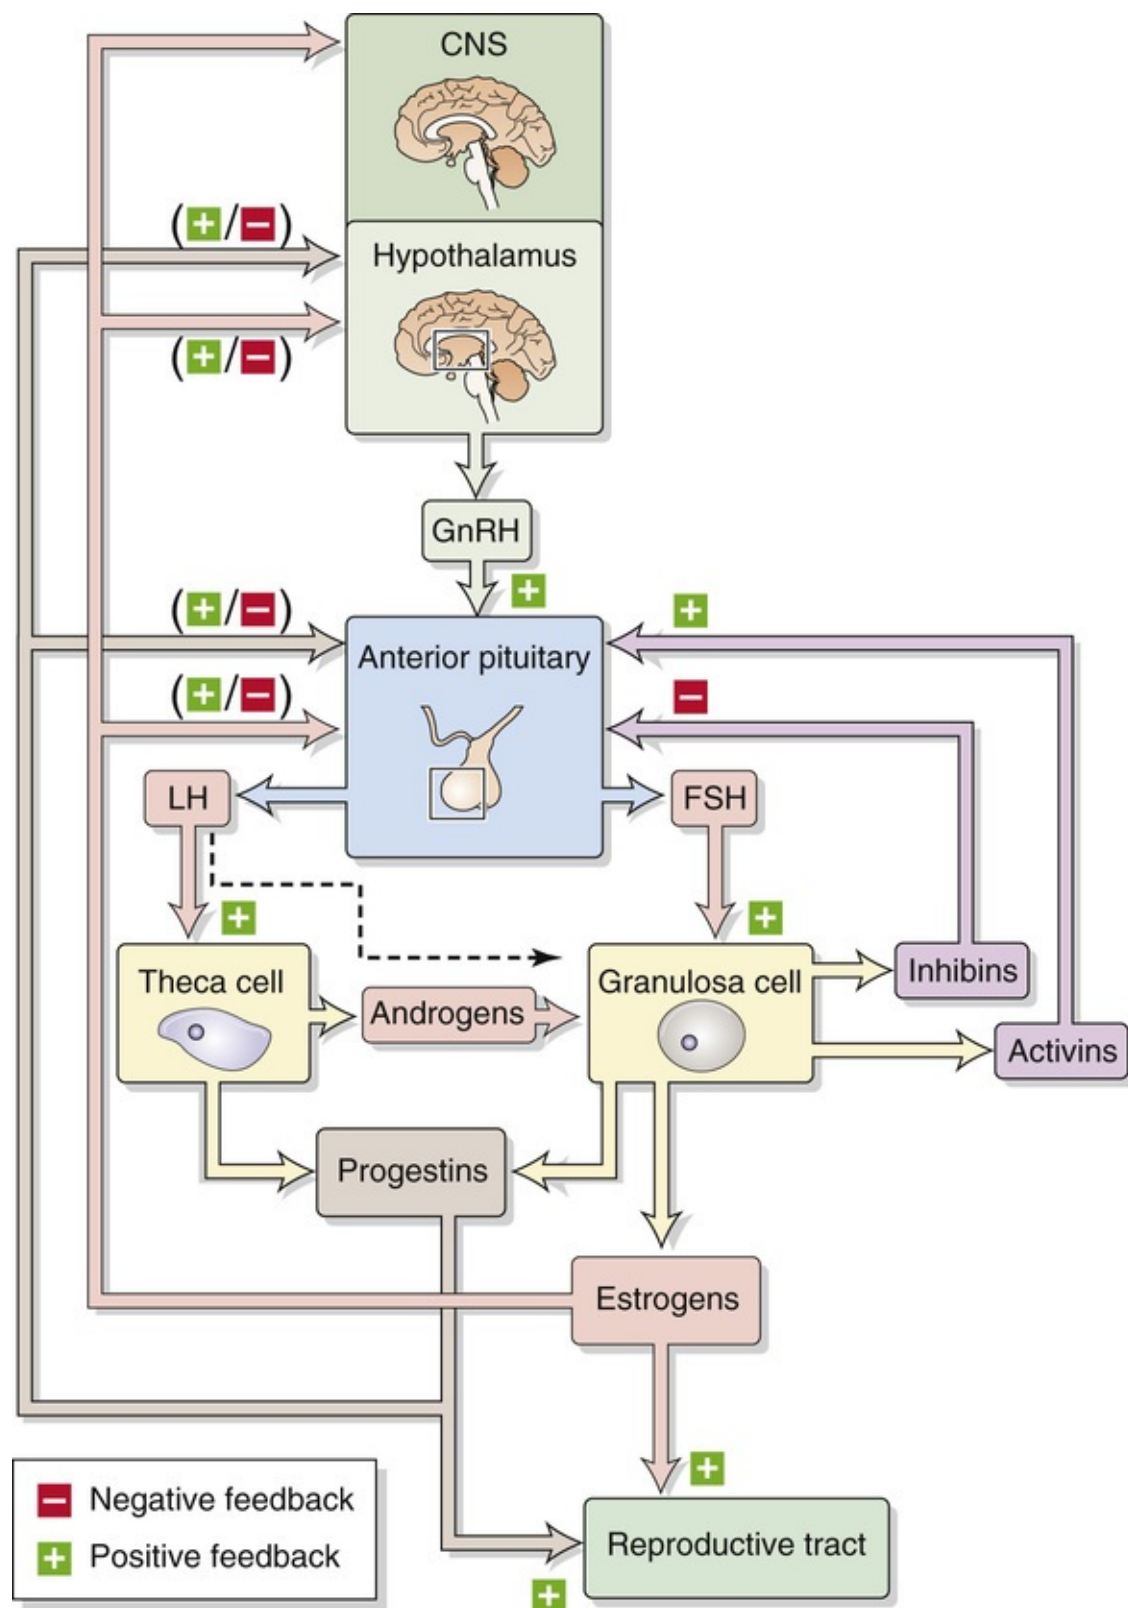 CNS
(+/−)
Hypothalamus
(+/−)
GnRH
+
(+/−)
+
Anterior pituitary
(+/−)
−
LH
FSH
+
+
Theca cell
Granulosa cell
Inhibins
Androgens
Activins
Progestins
Estrogens
+
− Negative feedback
+ Positive feedback
Reproductive tract
+